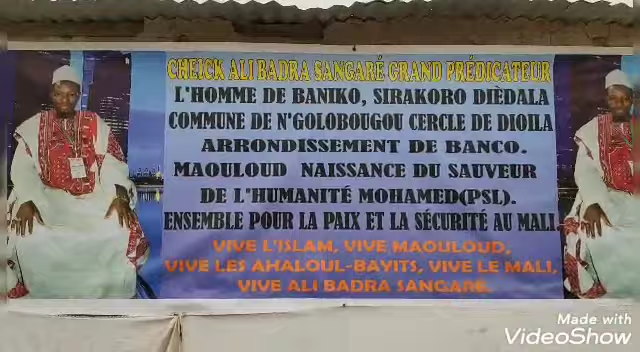 CHEICK ALI BADRA SANGARÉ GRAND PRÉDICATEUR
L'HOMME DE BANIKO, SIRAKORO DIÈDALA
COMMUNE DE N'GOLOBOUGOU CERCLE DE DIOILA
ARRONDISSEMENT DE BANCO.
MAOULOUD NAISSANCE DU SAUVEUR
DE L'HUMANITÉ MOHAMED(PSL).
ENSEMBLE POUR LA PAIX ET LA SÉCURITÉ AU MALI
VIVE L'ISLAM, VIVE MAOULOUD,
VIVE LES AHALOUL-BAYITS, VIVE LE MALI,
VIVE ALI BADRA SANGARE.
Made with
VideoShow